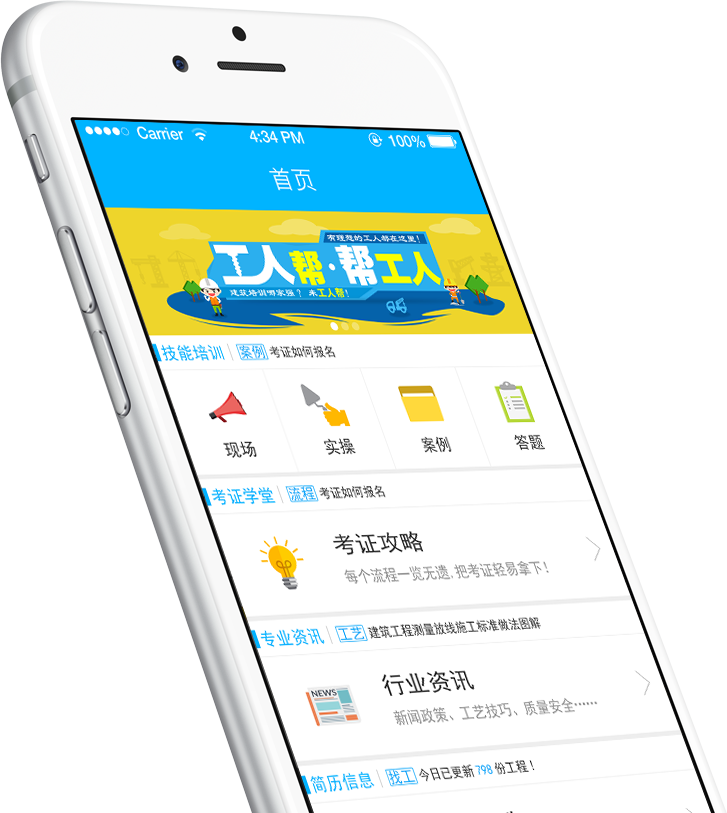 Carrier 4:34 PM 100%
首页
有理想的工人都在这里！
工人帮·帮工人
建筑培训哪家强？来工人帮！
技能培训 案例 考证如何报名
现场 实操 案例 答题
考证学堂 流程 考证如何报名
考证攻略
每个流程一览无遗,把考证轻易拿下！
专业资讯 工艺 建筑工程测量放线施工标准做法图解
NEWS
行业资讯
新闻政策、工艺技巧、质量安全……
简历信息 找工 今日已更新 798 份工程！